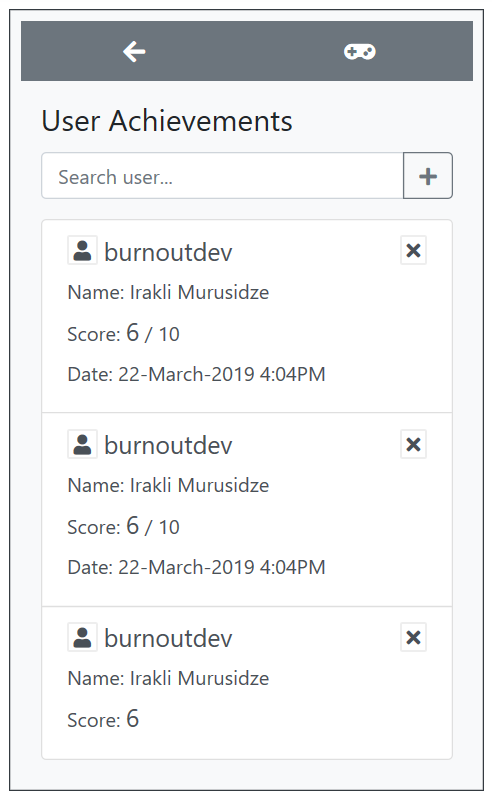 User Achievements
Search user...
burnoutdev
Name: Irakli Murusidze
Score: 6 / 10
Date: 22-March-2019 4:04PM
burnoutdev
Name: Irakli Murusidze
Score: 6 / 10
Date: 22-March-2019 4:04PM
burnoutdev
Name: Irakli Murusidze
Score: 6